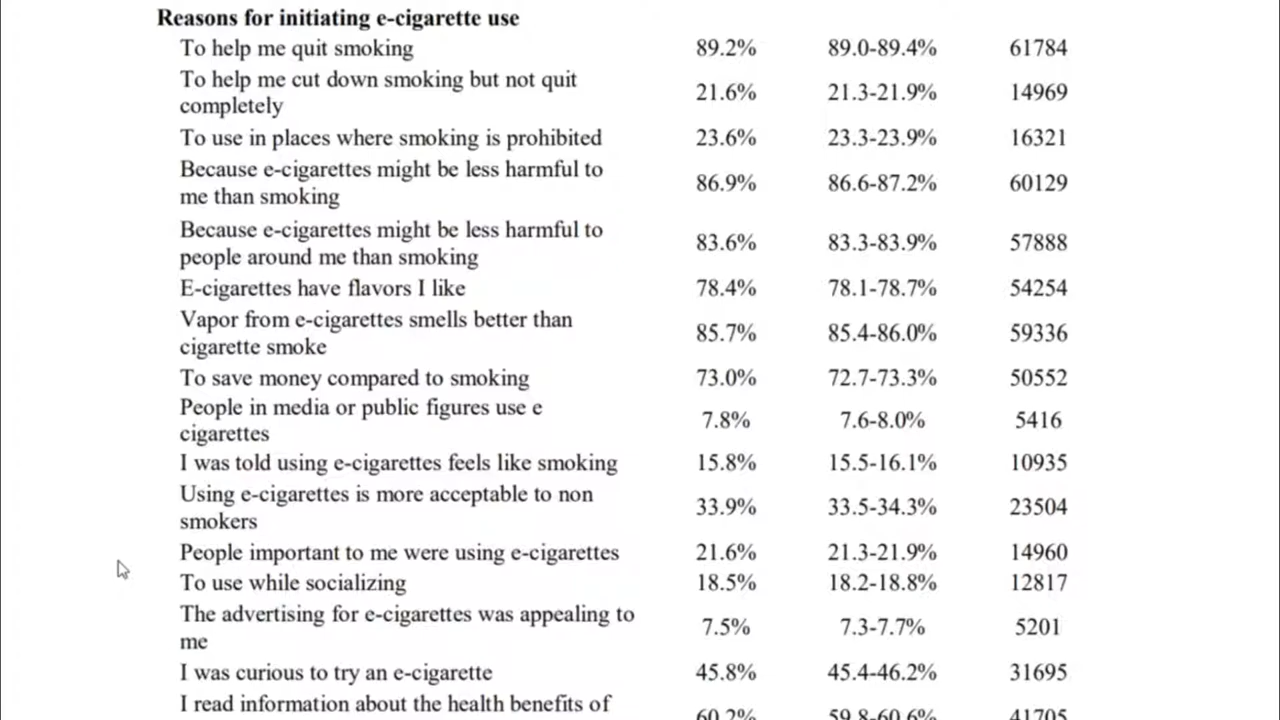 Reasons for initiating e-cigarette use
To help me quit smoking 89.2% 89.0-89.4% 61784
To help me cut down smoking but not quit
completely 21.6% 21.3-21.9% 14969
To use in places where smoking is prohibited 23.6% 23.3-23.9% 16321
Because e-cigarettes might be less harmful to
me than smoking 86.9% 86.6-87.2% 60129
Because e-cigarettes might be less harmful to
people around me than smoking 83.6% 83.3-83.9% 57888
E-cigarettes have flavors I like 78.4% 78.1-78.7% 54254
Vapor from e-cigarettes smells better than
cigarette smoke 85.7% 85.4-86.0% 59336
To save money compared to smoking 73.0% 72.7-73.3% 50552
People in media or public figures use e
cigarettes 7.8% 7.6-8.0% 5416
I was told using e-cigarettes feels like smoking 15.8% 15.5-16.1% 10935
Using e-cigarettes is more acceptable to non
smokers 33.9% 33.5-34.3% 23504
People important to me were using e-cigarettes 21.6% 21.3-21.9% 14960
To use while socializing 18.5% 18.2-18.8% 12817
The advertising for e-cigarettes was appealing to
me 7.5% 7.3-7.7% 5201
I was curious to try an e-cigarette 45.8% 45.4-46.2% 31695
I read information about the health benefits of
60.2% 59.8-60.6% 41705